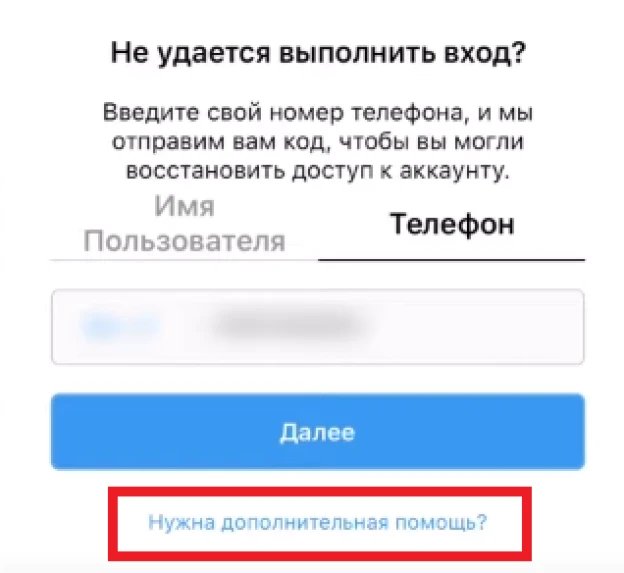 Не удается выполнить вход?
Введите свой номер телефона, и мы
отправим вам код, чтобы вы могли
восстановить доступ к аккаунту.
Имя
Пользователя
Телефон
Далее
Нужна дополнительная помощь?